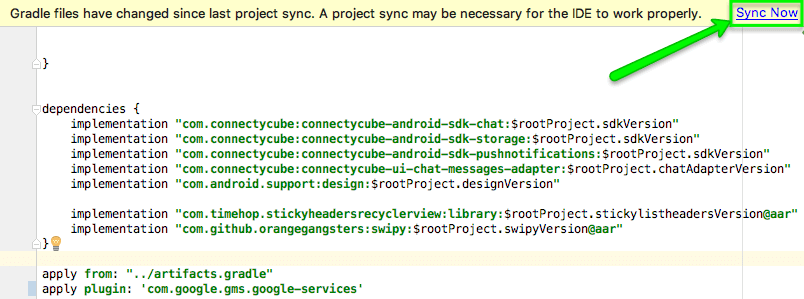 Gradle files have changed since last project sync. A project sync may be necessary for the IDE to work properly. Sync Now
}
dependencies {
implementation "com.connectycube:connectycube-android-sdk-chat:$rootProject.sdkVersion"
implementation "com.connectycube:connectycube-android-sdk-storage:$rootProject.sdkVersion"
implementation "com.connectycube:connectycube-android-sdk-pushnotifications:$rootProject.sdkVersion"
implementation "com.connectycube:connectycube-ui-chat-messages-adapter:$rootProject.chatAdapterVersion"
implementation "com.android.support:design:$rootProject.designVersion"
implementation "com.timehop.stickyheadersrecyclerview:library:$rootProject.stickylistheadersVersion@aar"
implementation "com.github.orangegangsters:swipy:$rootProject.swipyVersion@aar"
}
apply from: "../artifacts.gradle"
apply plugin: 'com.google.gms.google-services'